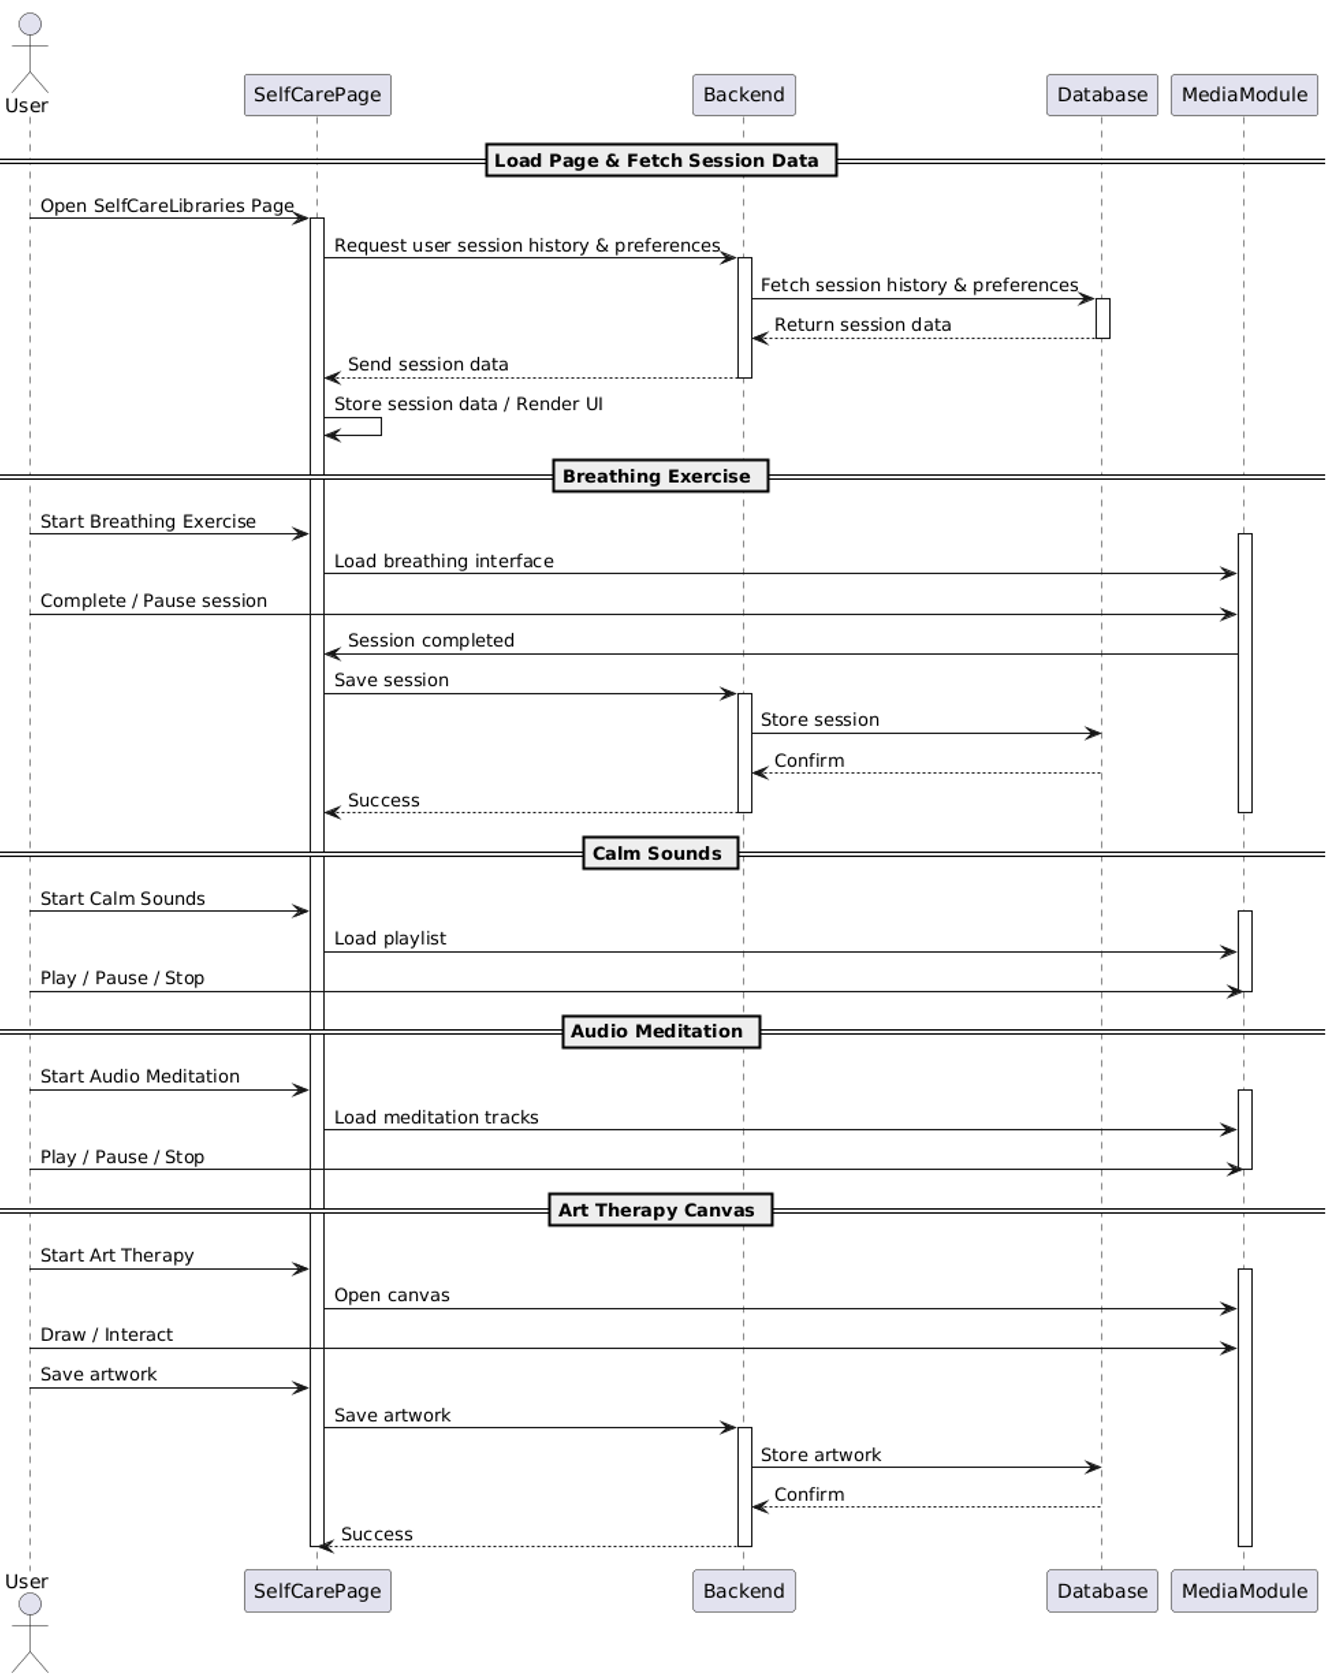 User
SelfCarePage
Backend
Database
MediaModule
Load Page & Fetch Session Data
Open SelfCareLibraries Page
Request user session history & preferences
Fetch session history & preferences
Return session data
Send session data
Store session data / Render UI
Breathing Exercise
Start Breathing Exercise
Load breathing interface
Complete / Pause session
Session completed
Save session
Store session
Confirm
Success
Calm Sounds
Start Calm Sounds
Load playlist
Play / Pause / Stop
Audio Meditation
Start Audio Meditation
Load meditation tracks
Play / Pause / Stop
Art Therapy Canvas
Start Art Therapy
Open canvas
Draw / Interact
Save artwork
Save artwork
Store artwork
Confirm
Success
User
SelfCarePage
Backend
Database
MediaModule